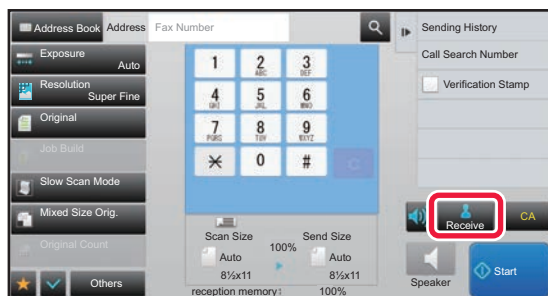 Address Book Address Fax Number
Sending History
Exposure
Auto
Call Search Number
Resolution
Super Fine
Verification Stamp
Original
Job Build
Slow Scan Mode
Mixed Size Orig.
Original Count
Others
1
2 ABC
3 DEF
4 GHI
5 JKL
6 MNO
7 PQRS
8 TUV
9 WXYZ
0
#
C
Scan Size
100%
Send Size
Auto
Auto
8½x11
8½x11
reception memory: 100%
Receive
CA
Speaker
Start